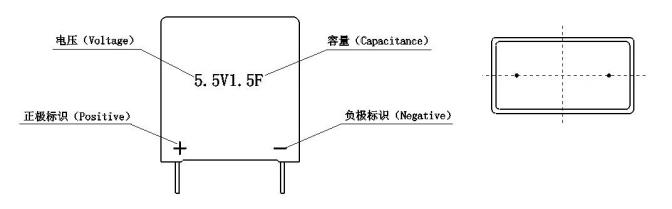 电压（Voltage）
容量（Capacitance）
5.5V1.5F
正极标识（Positive）
负极标识（Negative）
+ −